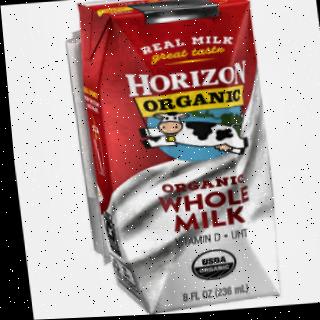 REAL MILK
great taste
HORIZON
ORGANIC
ORGANIC
WHOLE
MILK
VITAMIN D • UHT
USDA
ORGANIC
8 FL OZ (236 mL)